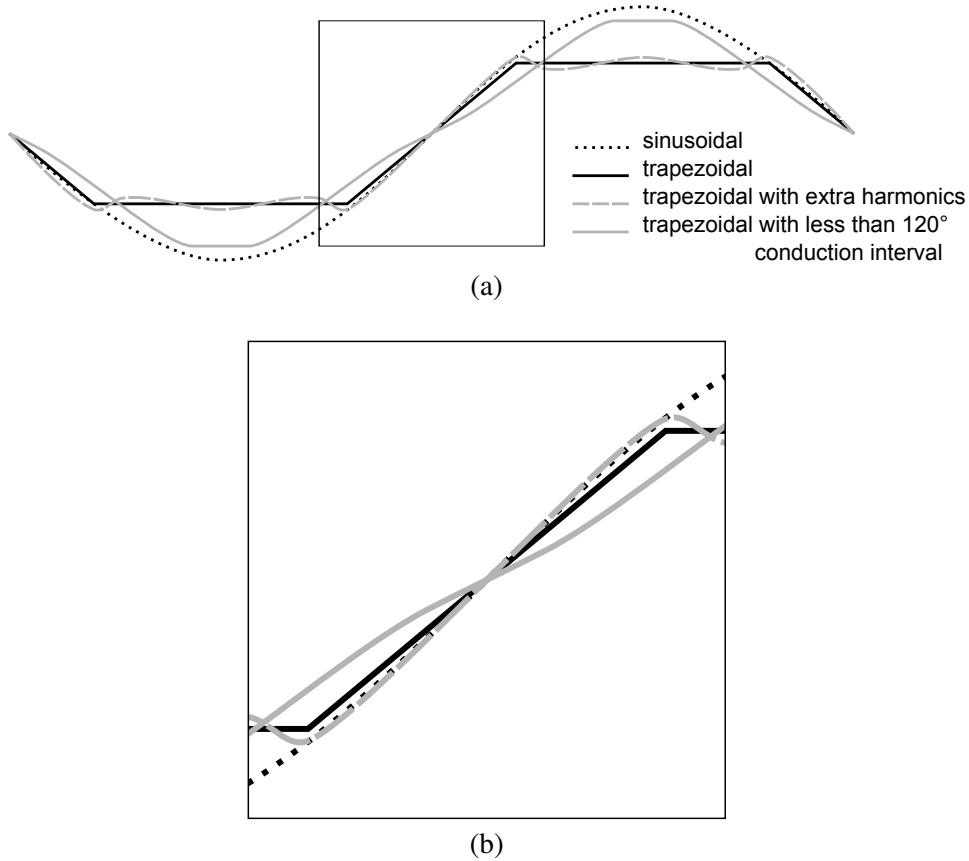 sinusoidal
trapezoidal
trapezoidal with extra harmonics
trapezoidal with less than 120°
conduction interval
(a)
(b)